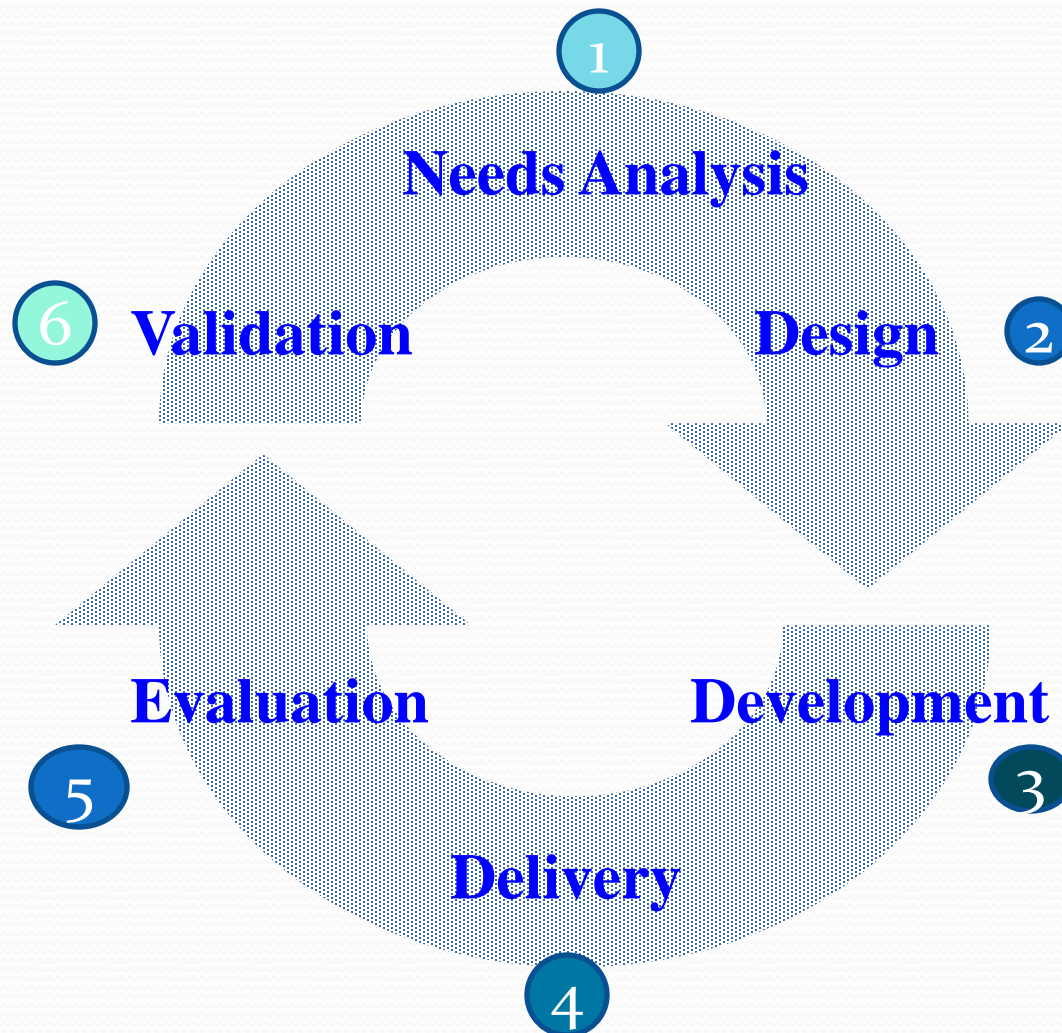 1
Needs Analysis
6
Validation
Design
2
Evaluation
Development
5
3
Delivery
4